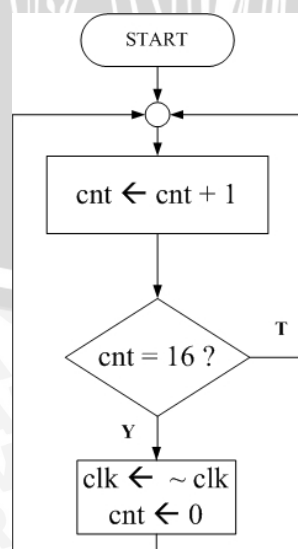 START
cnt ← cnt + 1
cnt = 16 ?
T
Y
clk ← ~ clk
cnt ← 0